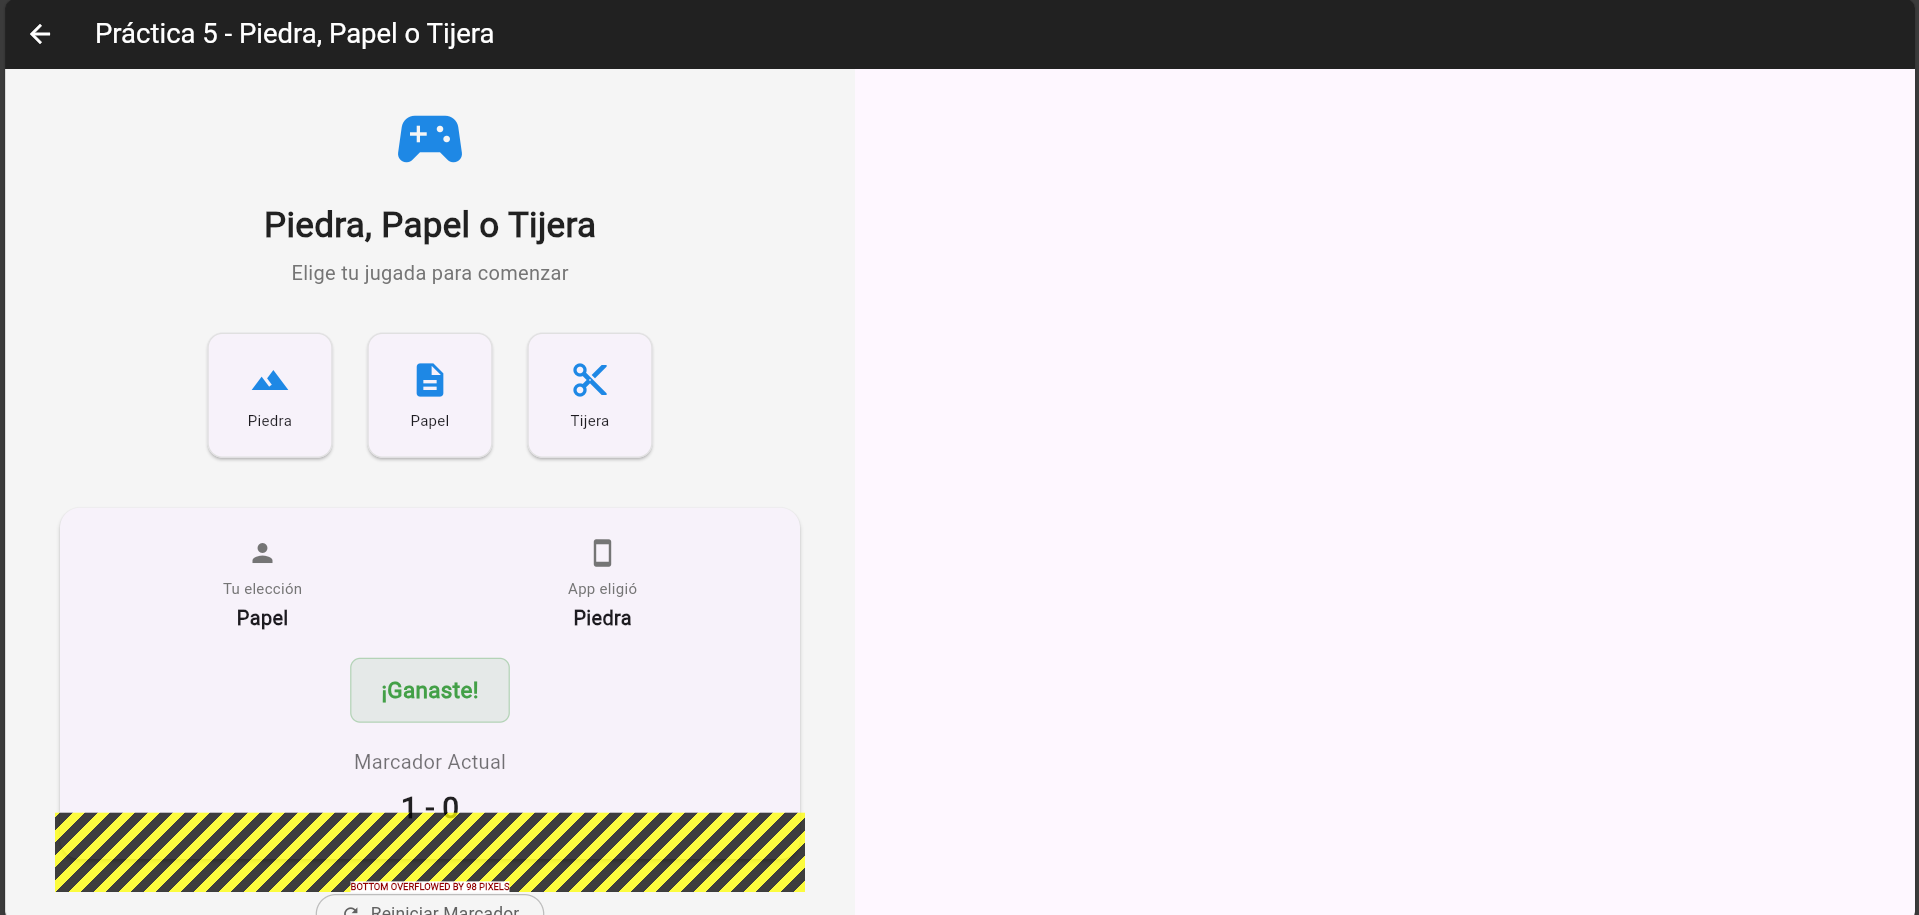 Práctica 5 - Piedra, Papel o Tijera
Piedra, Papel o Tijera
Elige tu jugada para comenzar
Piedra
Papel
Tijera
Tu elección
Papel
App eligió
Piedra
¡Ganaste!
Marcador Actual
1 - 0
BOTTOM OVERFLOWED BY 98 PIXELS
Reiniciar Marcador